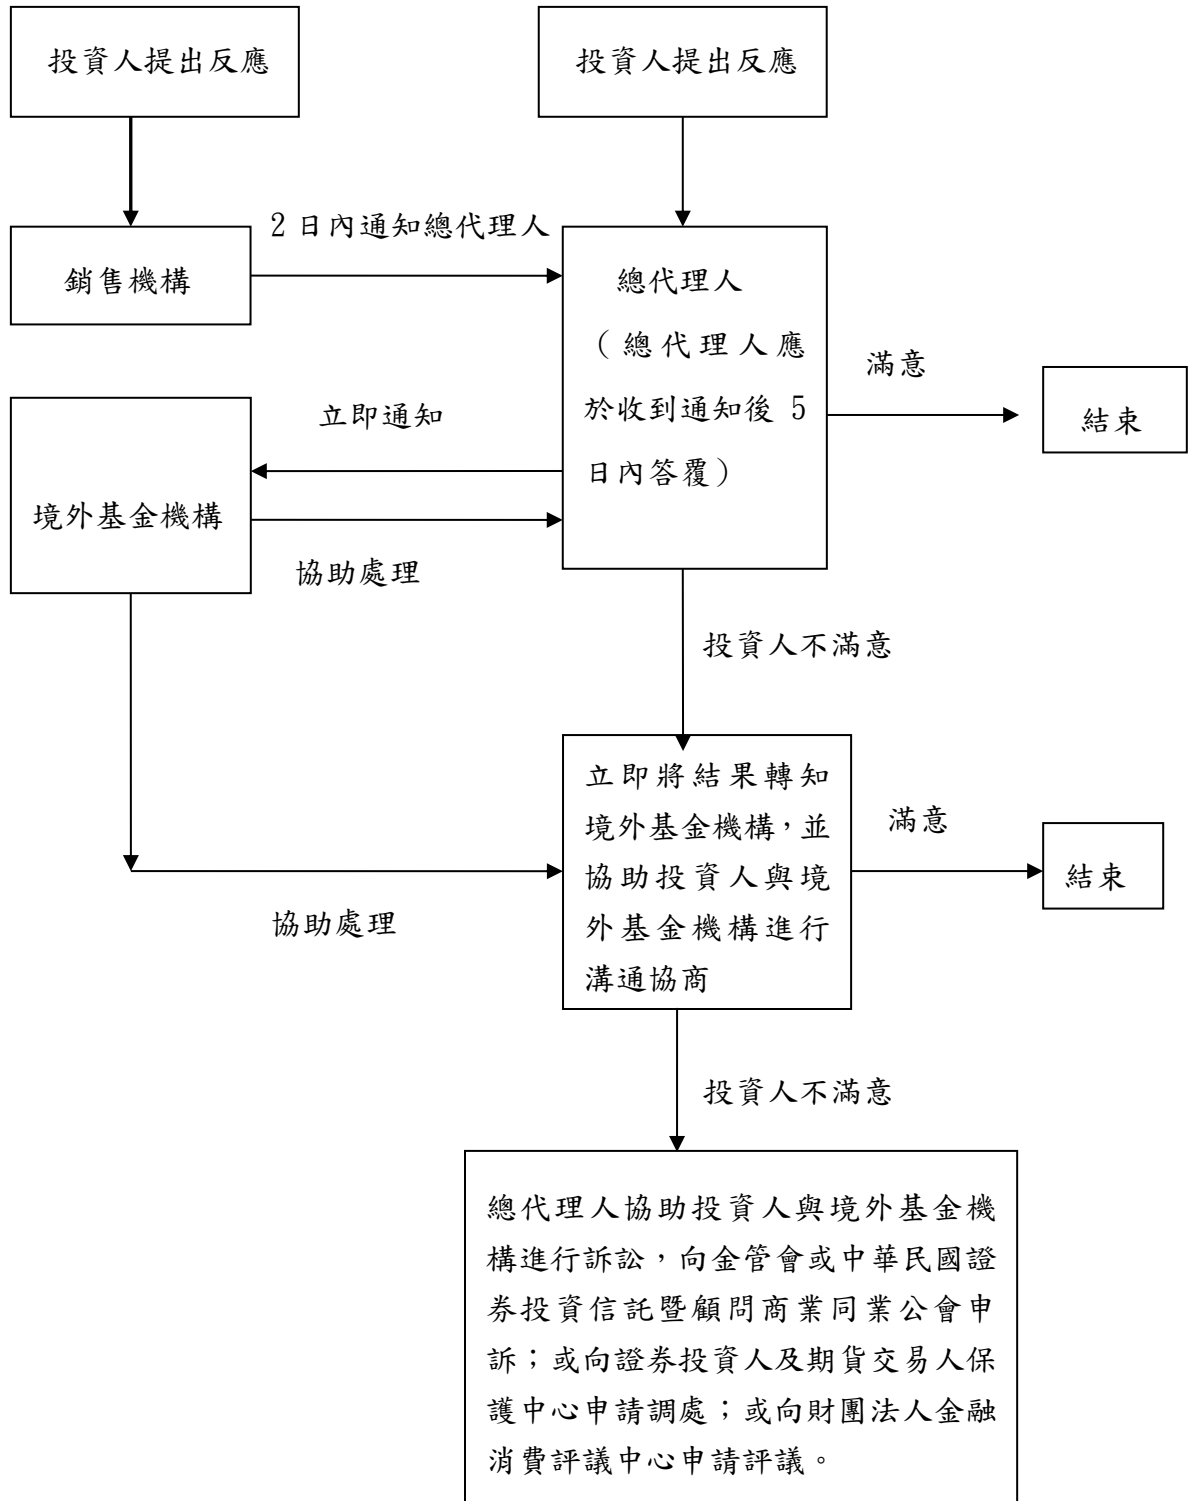 投資人提出反應
投資人提出反應
2 日內通知總代理人
銷售機構
總代理人
（總代理人應
於收到通知後 5
日內答覆）
滿意
結束
立即通知
境外基金機構
協助處理
投資人不滿意
立即將結果轉知
境外基金機構，並
協助投資人與境
外基金機構進行
溝通協商
滿意
結束
協助處理
投資人不滿意
總代理人協助投資人與境外基金機
構進行訴訟，向金管會或中華民國證
券投資信託暨顧問商業同業公會申
訴；或向證券投資人及期貨交易人保
護中心申請調處；或向財團法人金融
消費評議中心申請評議。